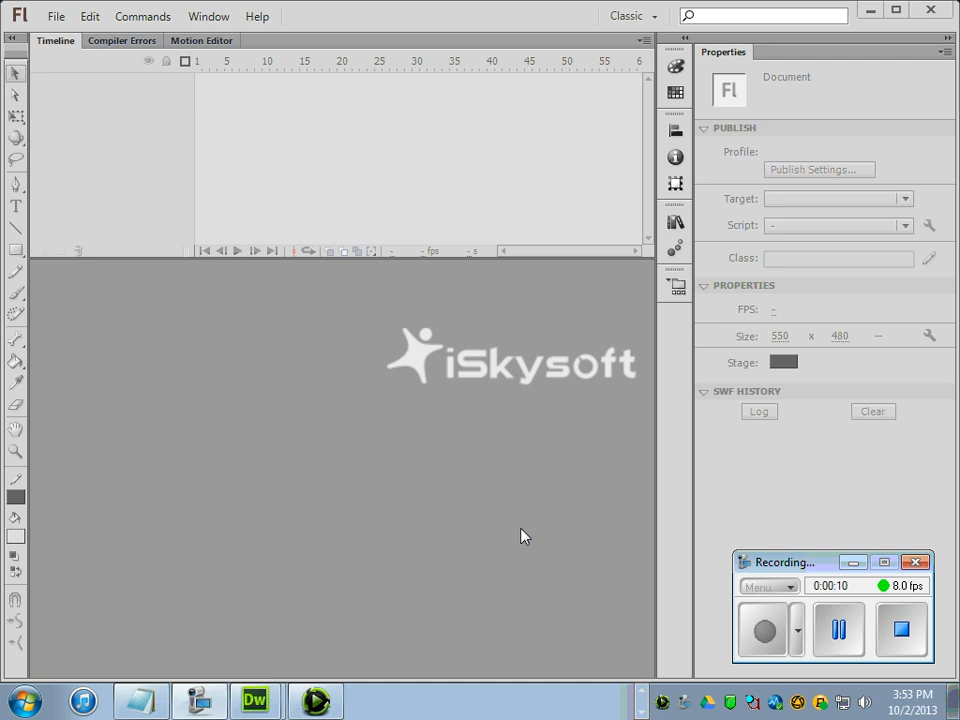 Fl File Edit Commands Window Help Classic
Timeline Compiler Errors Motion Editor
1 5 10 15 20 25 30 35 40 45 50 55 6
- - fps - s
Properties
Fl Document
PUBLISH
Profile:
Publish Settings...
Target:
Script: -
Class:
PROPERTIES
FPS: -
Size: 550 x 480 --
Stage:
SWF HISTORY
Log Clear
iSkysoft
Recording...
Menu 0:00:10 8.0 fps
T
Dw
3:53 PM
10/2/2013